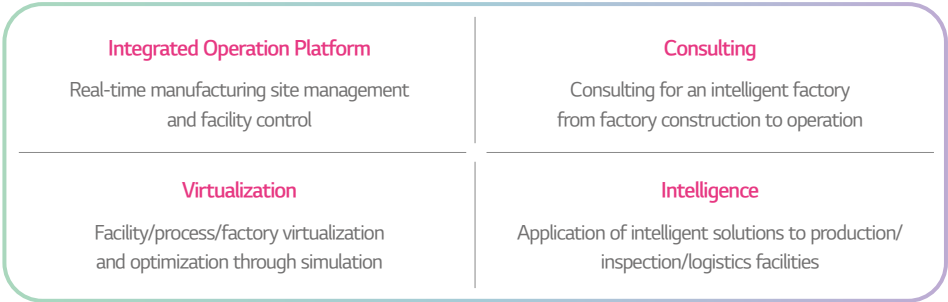 Integrated Operation Platform
Real-time manufacturing site management
and facility control
Consulting
Consulting for an intelligent factory
from factory construction to operation
Virtualization
Facility/process/factory virtualization
and optimization through simulation
Intelligence
Application of intelligent solutions to production/
inspection/logistics facilities